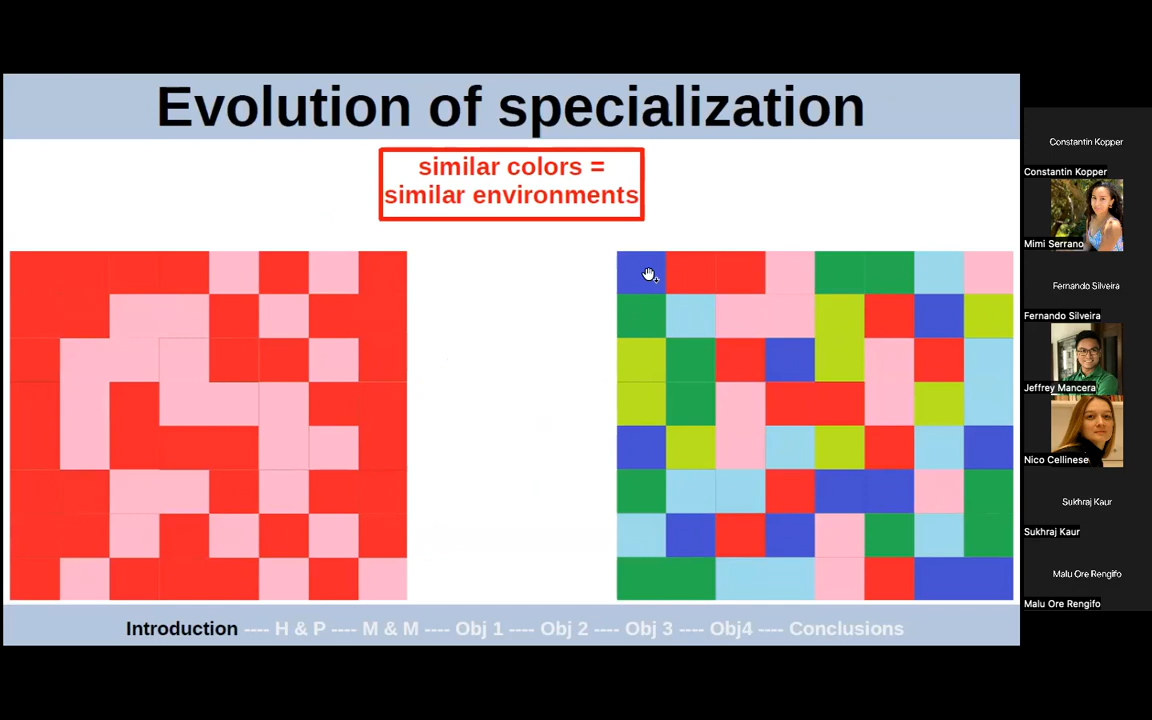 Evolution of specialization
similar colors =
similar environments
Introduction ---- H & P ---- M & M ---- Obj 1 ---- Obj 2 ---- Obj 3 ---- Obj4 ---- Conclusions
Constantin Kopper
Constantin Kopper
Mimi Serrano
Fernando Silveira
Fernando Silveira
Jeffrey Mancera
Nico Cellinese
Sukhraj Kaur
Sukhraj Kaur
Malu Ore Rengifo
Malu Ore Rengifo